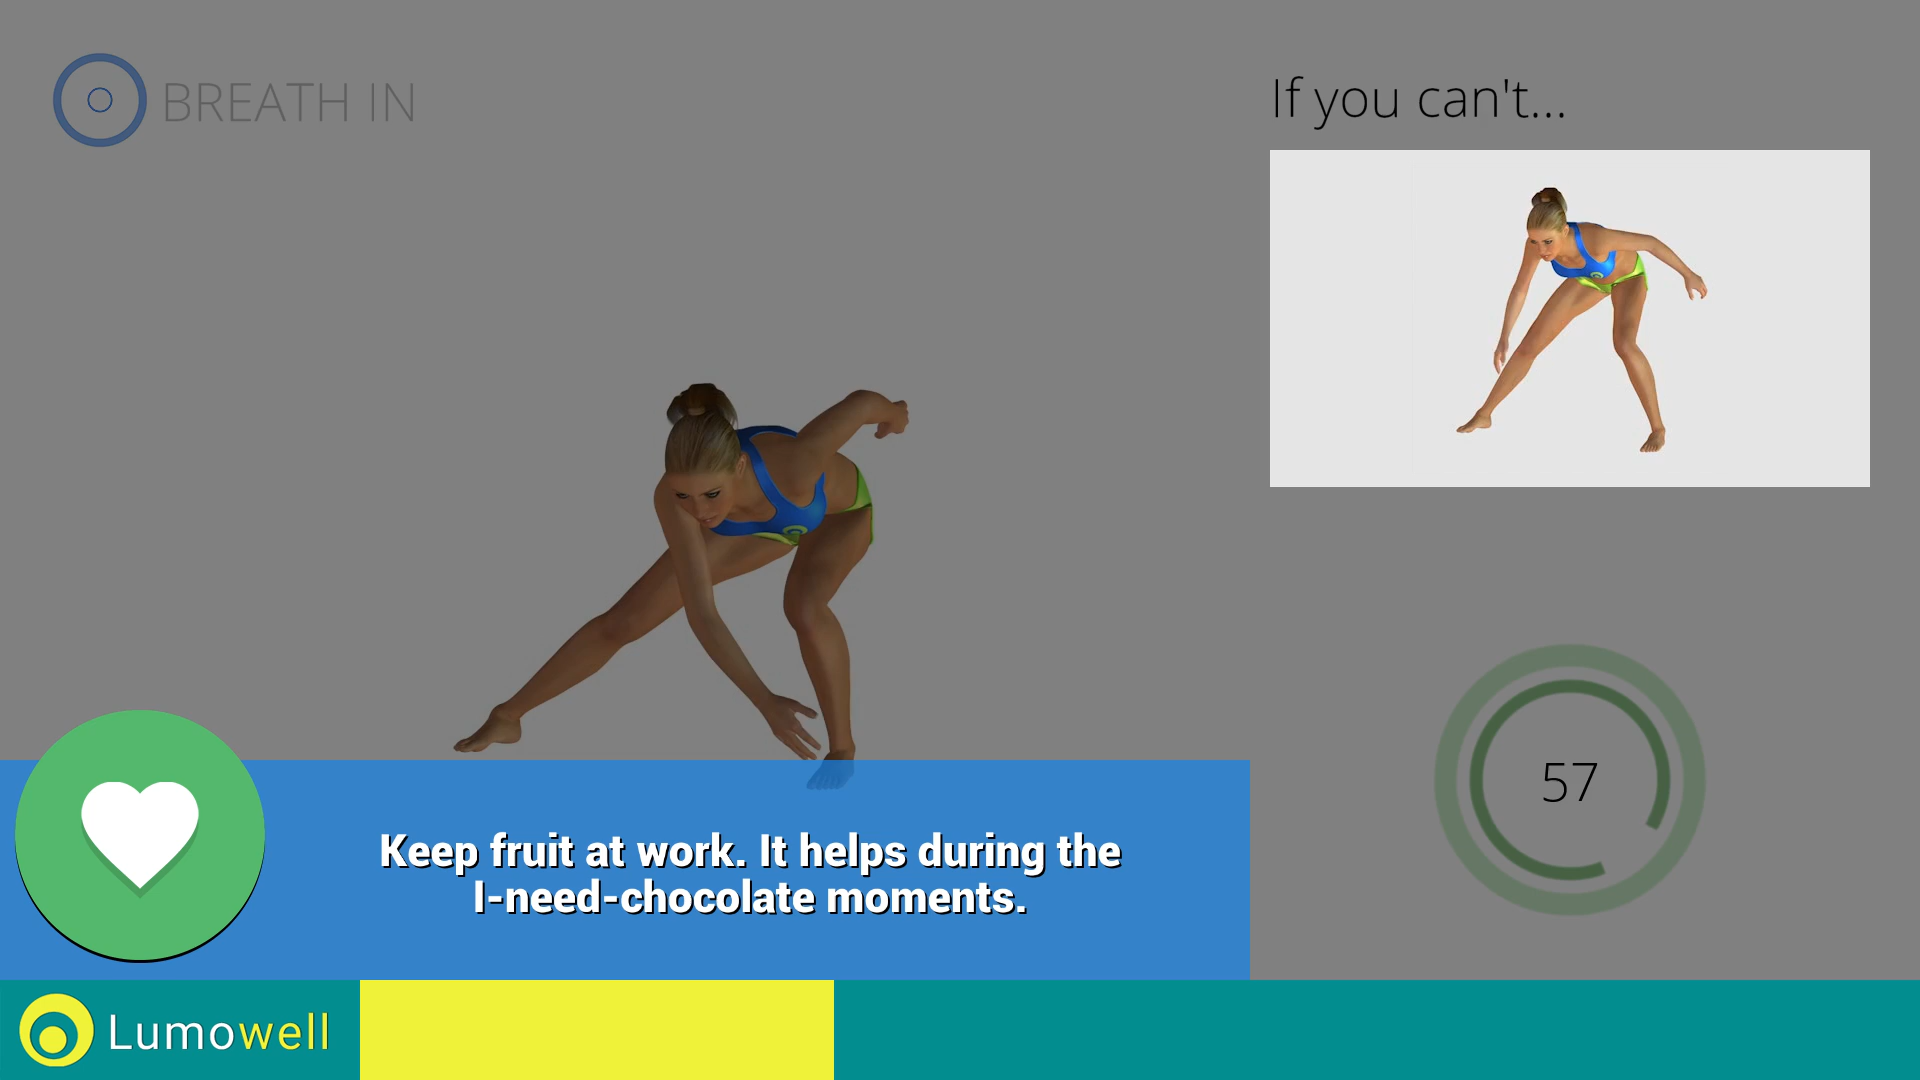 BREATH IN
If you can't...
57
Keep fruit at work. It helps during the
I-need-chocolate moments.
Lumowell